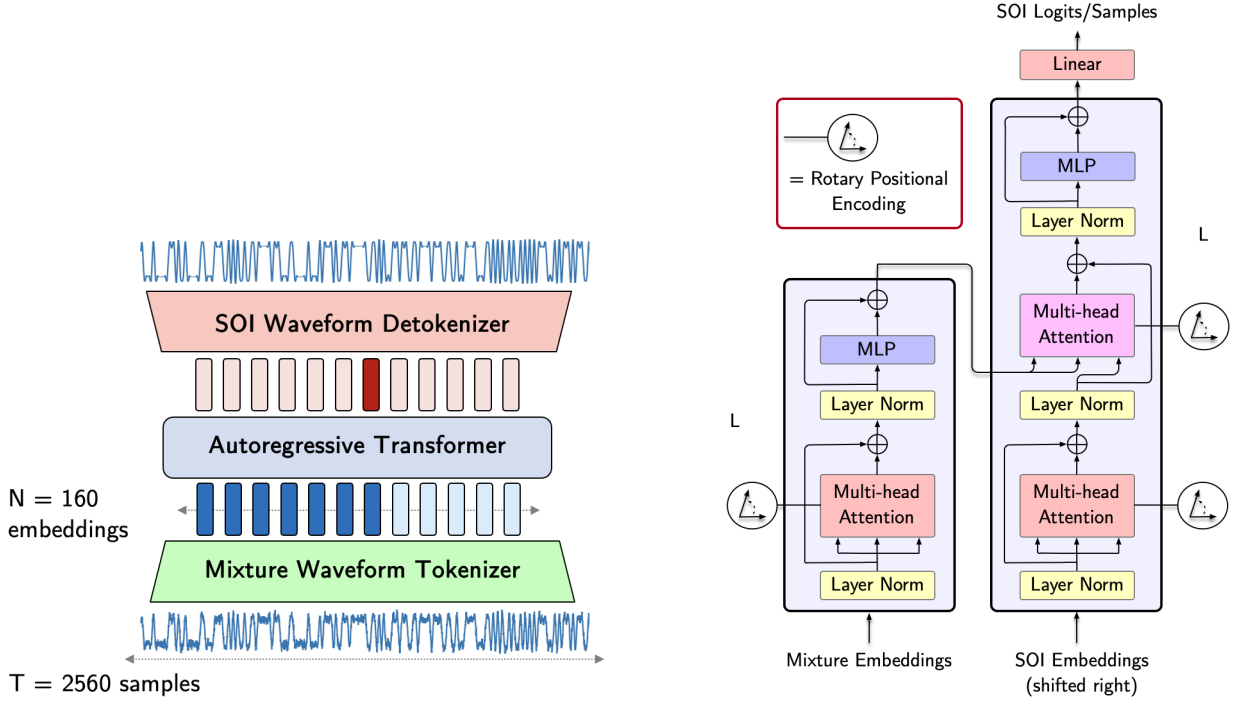 SOI Waveform Detokenizer
Autoregressive Transformer
N = 160
embeddings
Mixture Waveform Tokenizer
T = 2560 samples
= Rotary Positional
Encoding
MLP
Layer Norm
L
Multi-head
Attention
Layer Norm
Mixture Embeddings
SOI Logits/Samples
Linear
MLP
Layer Norm
L
Multi-head
Attention
Layer Norm
Multi-head
Attention
Layer Norm
SOI Embeddings
(shifted right)